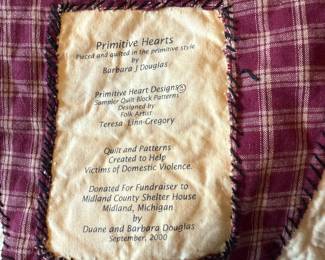 Primitive Hearts
Pieced and quilted in the primitive style
by
Barbara J Douglas
Primitive Heart Designs©
Sampler Quilt Block Patterns
Designed by
Folk Artist
Teresa Linn-Gregory
Quilt and Patterns
Created to Help
Victims of Domestic Violence.
Donated For Fundraiser to
Midland County Shelter House
Midland, Michigan
by
Duane and Barbara Douglas
September, 2000